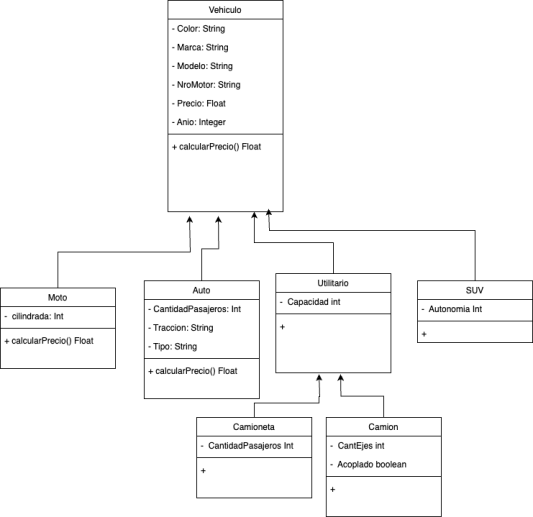 Vehiculo
- Color: String
- Marca: String
- Modelo: String
- NroMotor: String
- Precio: Float
- Anio: Integer
+ calcularPrecio() Float
Moto
- cilindrada: Int
+ calcularPrecio() Float
Auto
- CantidadPasajeros: Int
- Traccion: String
- Tipo: String
+ calcularPrecio() Float
Utilitario
- Capacidad int
+
SUV
- Autonomia Int
+
Camioneta
- CantidadPasajeros Int
+
Camion
- CantEjes int
- Acoplado boolean
+